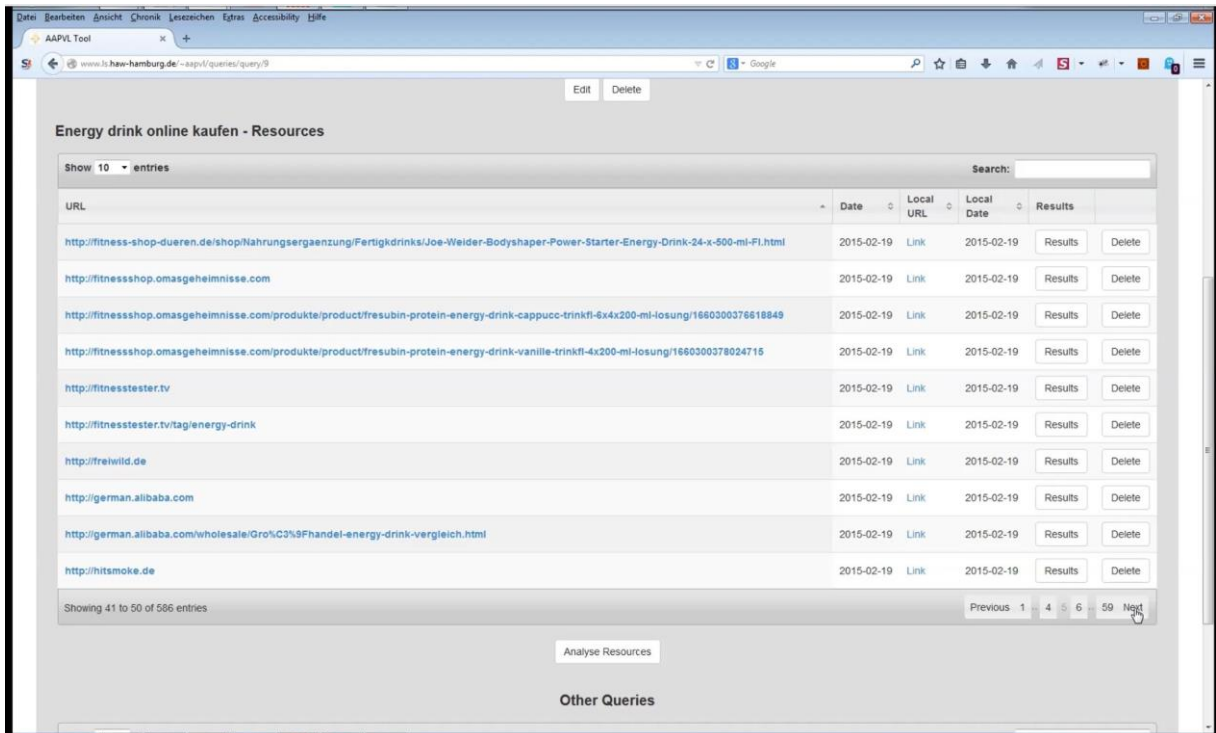 Datei Bearbeiten Ansicht Chronik Lesezeichen Extras Accessibility Hilfe
AAPVL Tool
www.ls.haw-hamburg.de/~aapvl/queries/query/9
Google
Edit Delete
Energy drink online kaufen - Resources
Show 10 entries Search:
URL Date Local URL Local Date Results
http://fitness-shop-dueren.de/shop/Nahrungsergaenzung/Fertigkdrinks/Joe-Weider-Bodyshaper-Power-Starter-Energy-Drink-24-x-500-ml-Fl.html 2015-02-19 Link 2015-02-19 Results Delete
http://fitnessshop.omasgeheimnisse.com 2015-02-19 Link 2015-02-19 Results Delete
http://fitnessshop.omasgeheimnisse.com/produkte/product/fresubin-protein-energy-drink-cappucc-trinkfl-6x4x200-ml-losung/1660300376618849 2015-02-19 Link 2015-02-19 Results Delete
http://fitnessshop.omasgeheimnisse.com/produkte/product/fresubin-protein-energy-drink-vanille-trinkfl-4x200-ml-losung/1660300378024715 2015-02-19 Link 2015-02-19 Results Delete
http://fitnesstester.tv 2015-02-19 Link 2015-02-19 Results Delete
http://fitnesstester.tv/tag/energy-drink 2015-02-19 Link 2015-02-19 Results Delete
http://freiwild.de 2015-02-19 Link 2015-02-19 Results Delete
http://german.alibaba.com 2015-02-19 Link 2015-02-19 Results Delete
http://german.alibaba.com/wholesale/Gro%C3%9Fhandel-energy-drink-vergleich.html 2015-02-19 Link 2015-02-19 Results Delete
http://hitsmoke.de 2015-02-19 Link 2015-02-19 Results Delete
Showing 41 to 50 of 586 entries Previous 1 .. 4 5 6 .. 59 Next
Analyse Resources
Other Queries